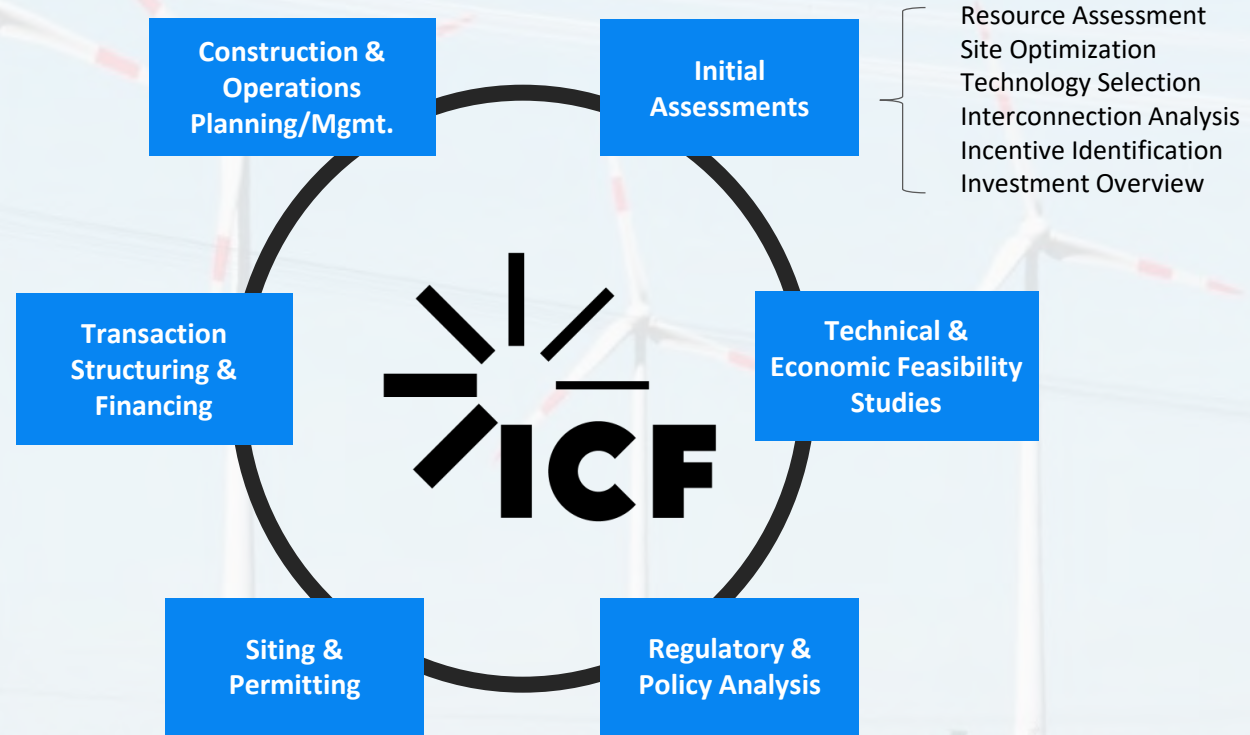 Construction &
Operations
Planning/Mgmt.
Initial
Assessments
Resource Assessment
Site Optimization
Technology Selection
Interconnection Analysis
Incentive Identification
Investment Overview
Transaction
Structuring &
Financing
ICF
Technical &
Economic Feasibility
Studies
Siting &
Permitting
Regulatory &
Policy Analysis